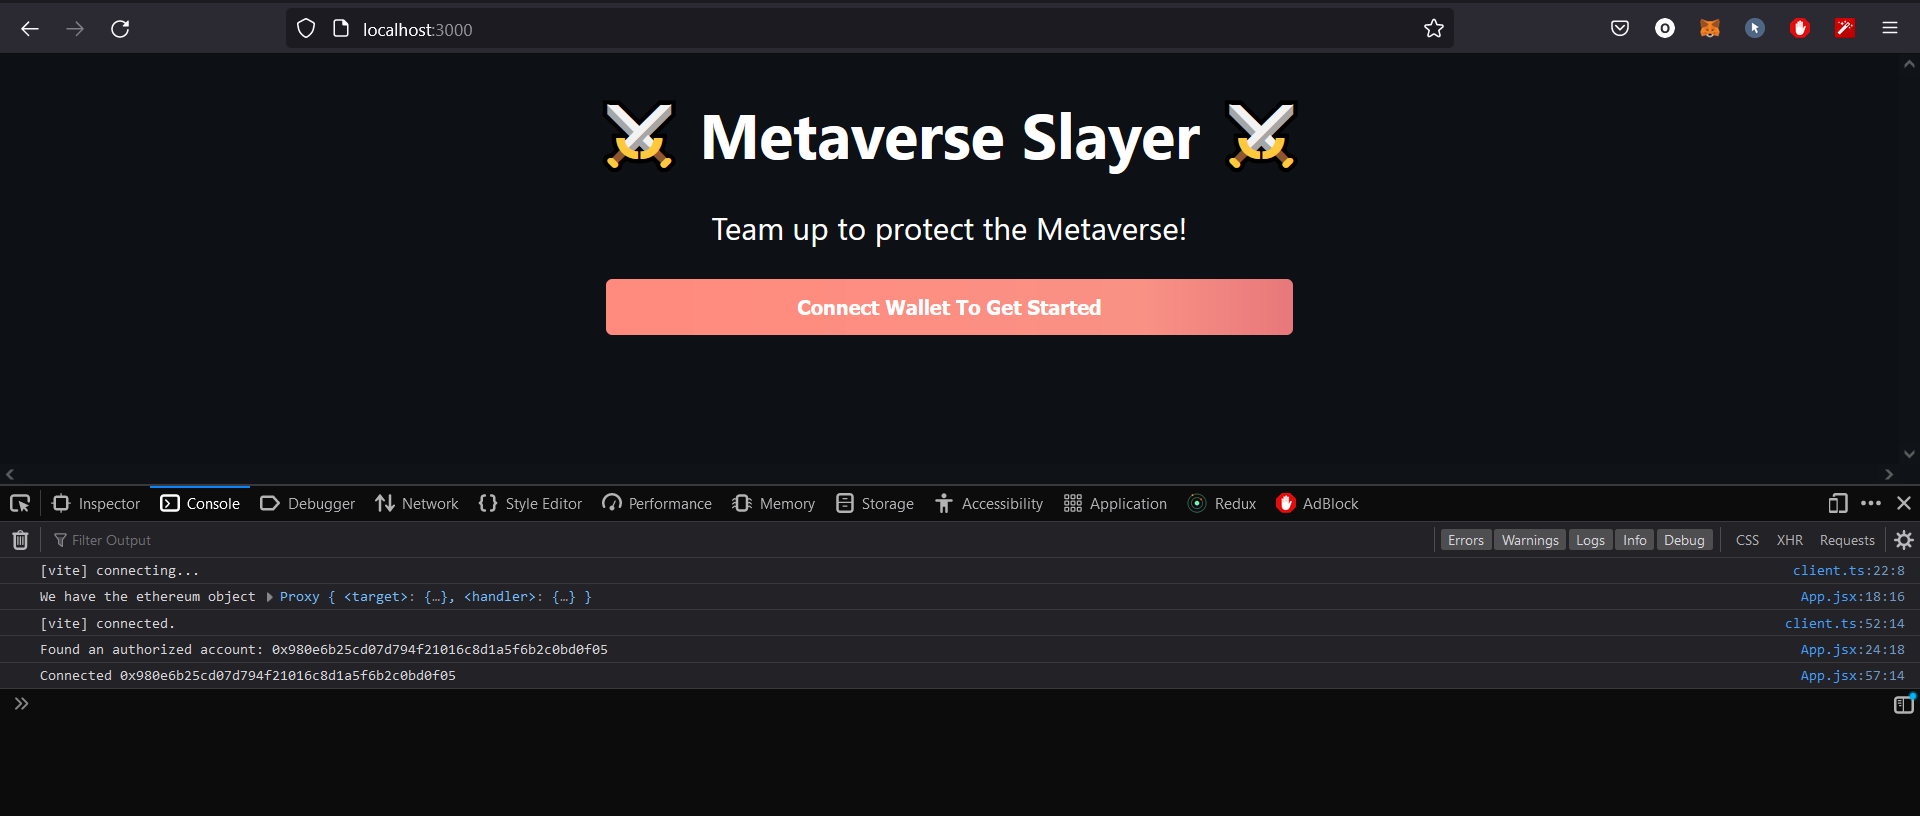 localhost:3000
Metaverse Slayer
Team up to protect the Metaverse!
Connect Wallet To Get Started
Inspector Console Debugger Network Style Editor Performance Memory Storage Accessibility Application Redux AdBlock
Filter Output Errors Warnings Logs Info Debug CSS XHR Requests
[vite] connecting... client.ts:22:8
We have the ethereum object Proxy { <target>: {…}, <handler>: {…} } App.jsx:18:16
[vite] connected. client.ts:52:14
Found an authorized account: 0x980e6b25cd07d794f21016c8d1a5f6b2c0bd0f05 App.jsx:24:18
Connected 0x980e6b25cd07d794f21016c8d1a5f6b2c0bd0f05 App.jsx:57:14